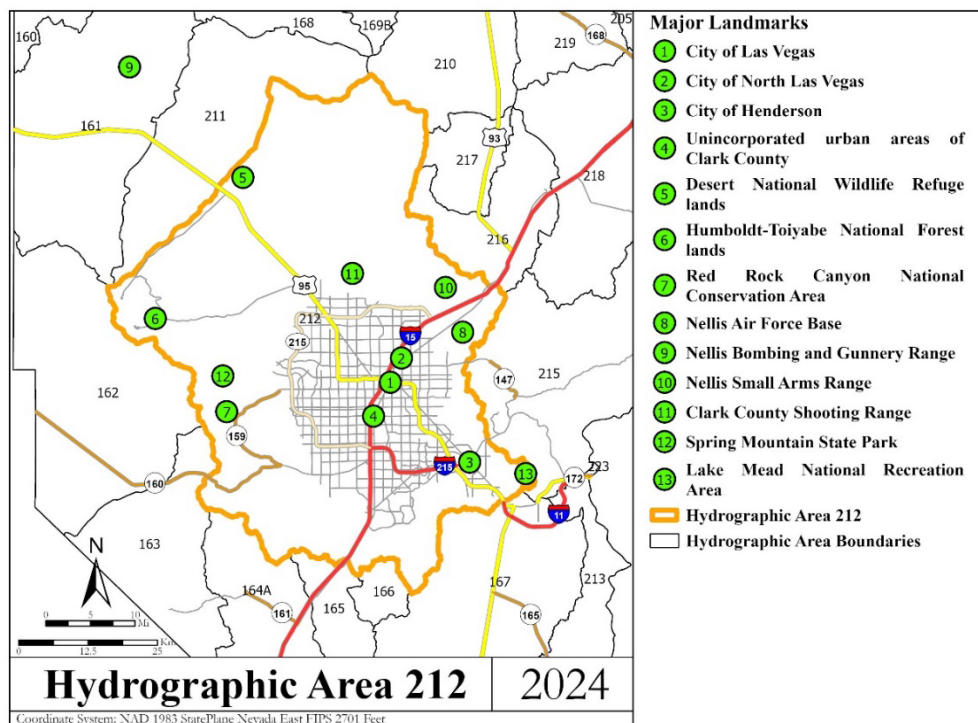 168
169B
205
160
9
210
219
168
211
161
93
217
5
218
216
95
11
10
6
212
15
8
215
2
12
147
215
1
162
7
4
159
3
215
13
172
223
160
11
N
163
167
213
164A
166
165
161
165
0 5 10
Mi
Km
0 12.5 25
Hydrographic Area 212
2024
Coordinate System: NAD 1983 StatePlane Nevada East FIPS 2701 Feet
Major Landmarks
1 City of Las Vegas
2 City of North Las Vegas
3 City of Henderson
4 Unincorporated urban areas of
Clark County
5 Desert National Wildlife Refuge
lands
6 Humboldt-Toiyabe National Forest
lands
7 Red Rock Canyon National
Conservation Area
8 Nellis Air Force Base
9 Nellis Bombing and Gunnery Range
10 Nellis Small Arms Range
11 Clark County Shooting Range
12 Spring Mountain State Park
13 Lake Mead National Recreation
Area
Hydrographic Area 212
Hydrographic Area Boundaries